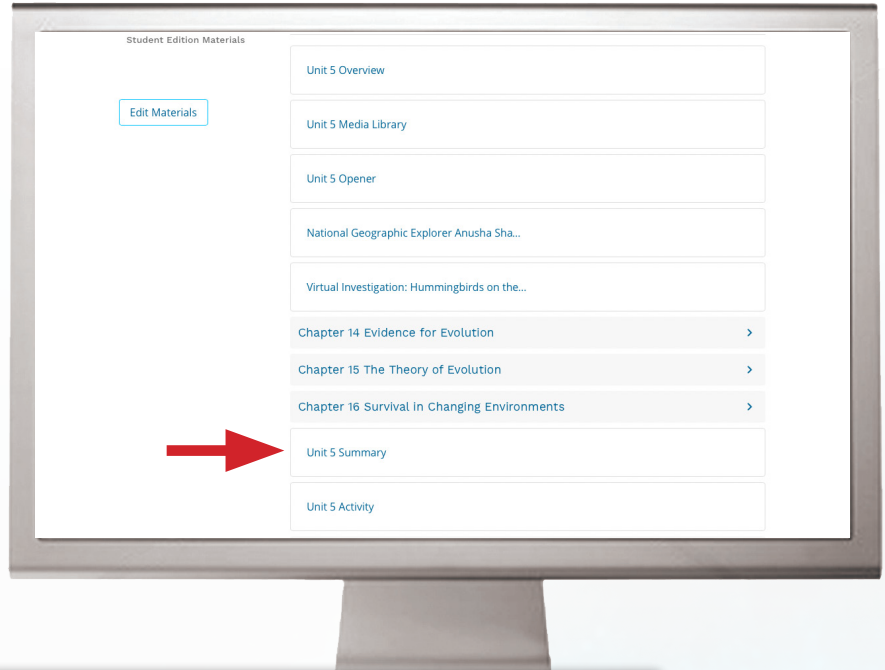 Student Edition Materials
Edit Materials
Unit 5 Overview
Unit 5 Media Library
Unit 5 Opener
National Geographic Explorer Anusha Sha...
Virtual Investigation: Hummingbirds on the...
Chapter 14 Evidence for Evolution
Chapter 15 The Theory of Evolution
Chapter 16 Survival in Changing Environments
Unit 5 Summary
Unit 5 Activity